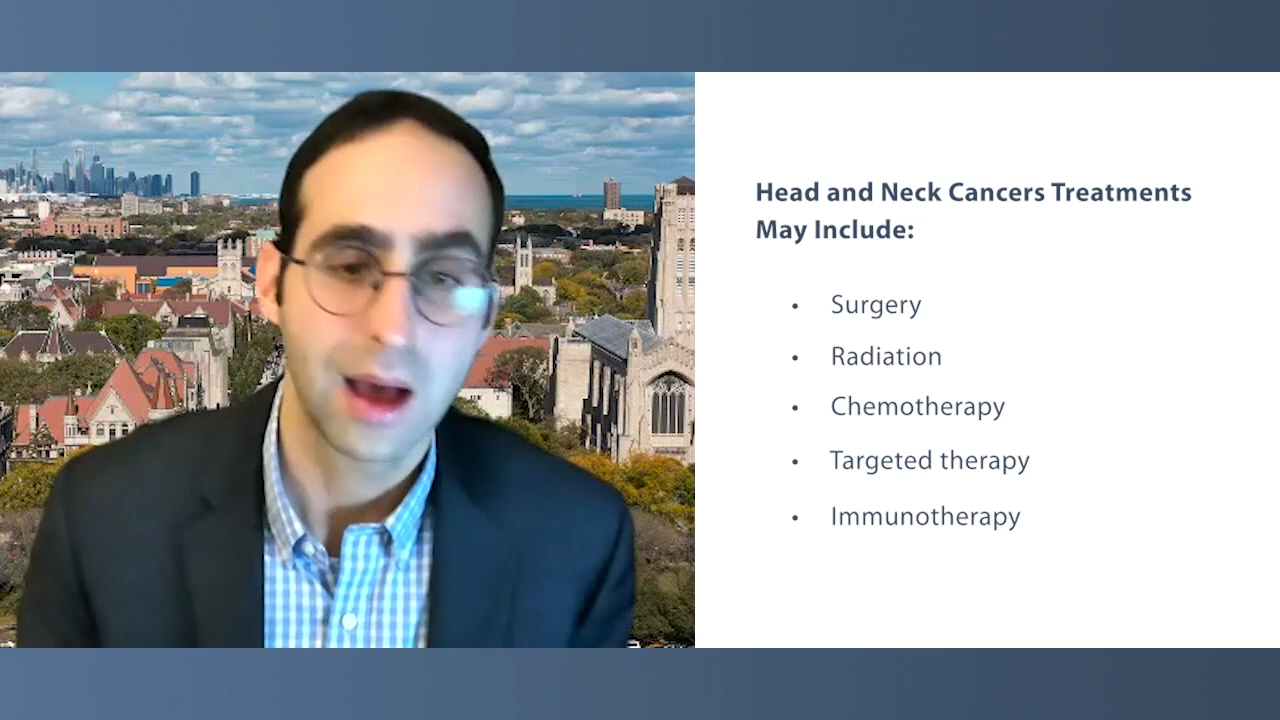 Head and Neck Cancers Treatments
May Include:
• Surgery
• Radiation
• Chemotherapy
• Targeted therapy
• Immunotherapy